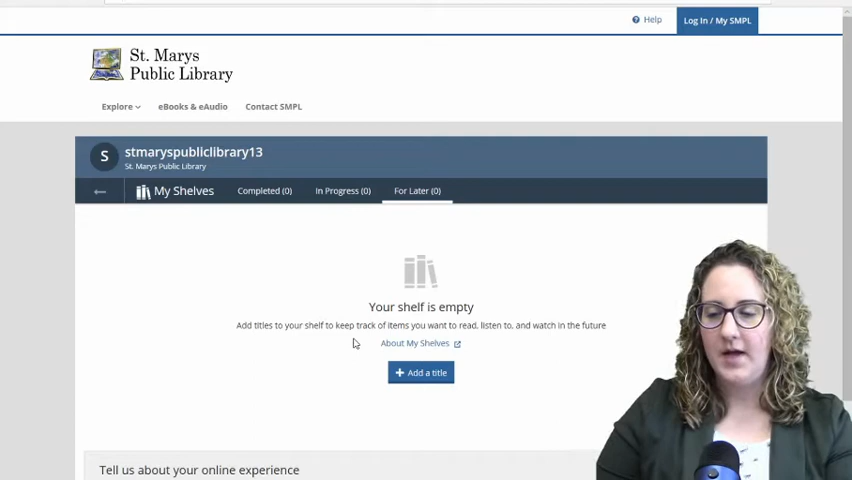 Help
Log In / My SMPL
St. Marys
Public Library
Explore
eBooks & eAudio
Contact SMPL
S
stmaryspubliclibrary13
St. Marys Public Library
My Shelves
Completed (0)
In Progress (0)
For Later (0)
Your shelf is empty
Add titles to your shelf to keep track of items you want to read, listen to, and watch in the future
About My Shelves
+ Add a title
Tell us about your online experience